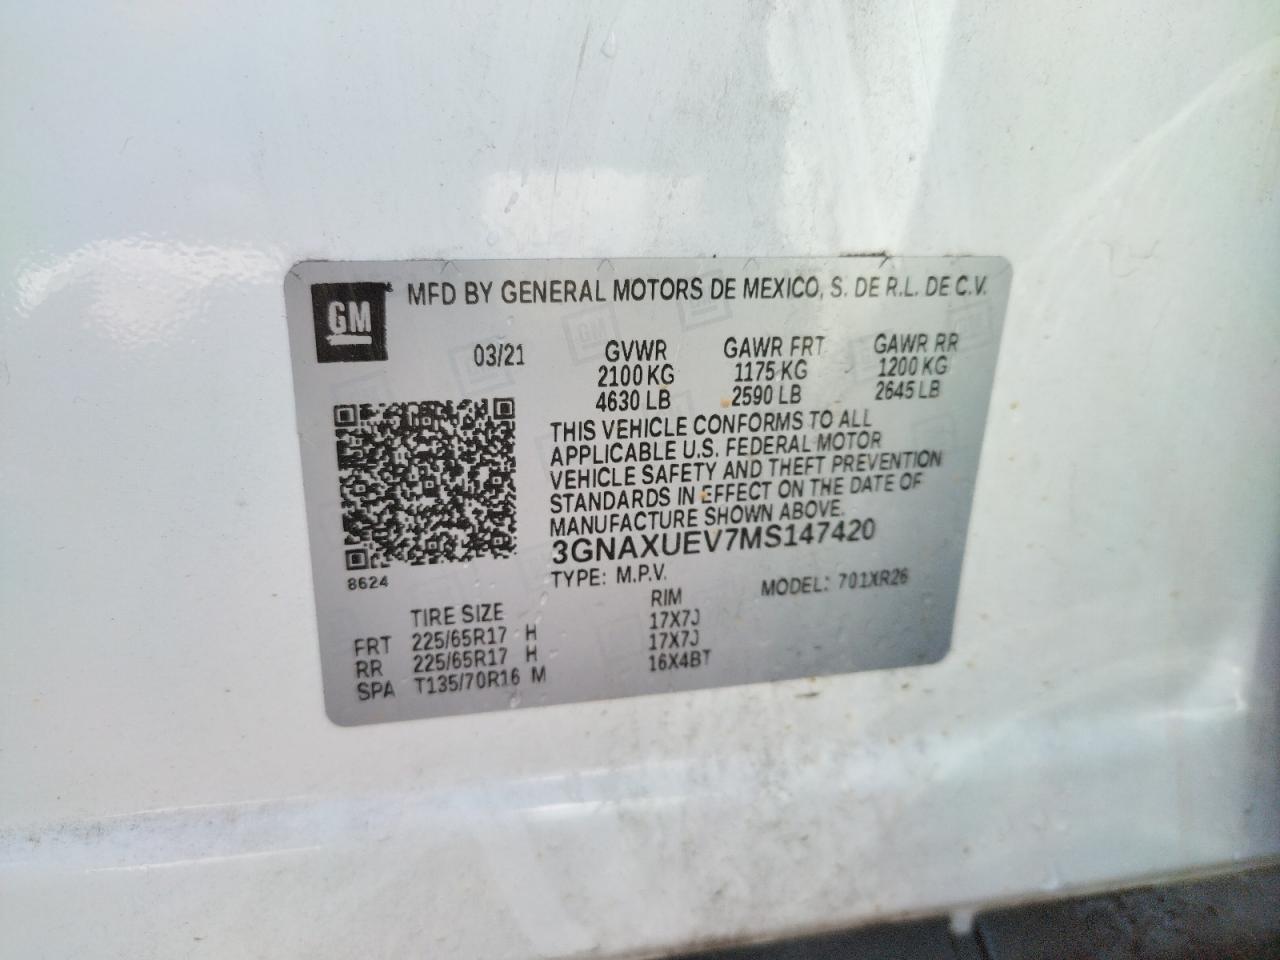 GM
MFD BY GENERAL MOTORS DE MEXICO, S. DE R.L. DE C.V.
03/21 GVWR GAWR FRT GAWR RR
2100 KG 1175 KG 1200 KG
4630 LB 2590 LB 2645 LB
THIS VEHICLE CONFORMS TO ALL
APPLICABLE U.S. FEDERAL MOTOR
VEHICLE SAFETY AND THEFT PREVENTION
STANDARDS IN EFFECT ON THE DATE OF
MANUFACTURE SHOWN ABOVE.
3GNAXUEV7MS147420
8624
TYPE: M.P.V. MODEL: 701XR26
TIRE SIZE RIM
FRT 225/65R17 H 17X7J
RR 225/65R17 H 17X7J
SPA T135/70R16 M 16X4BT